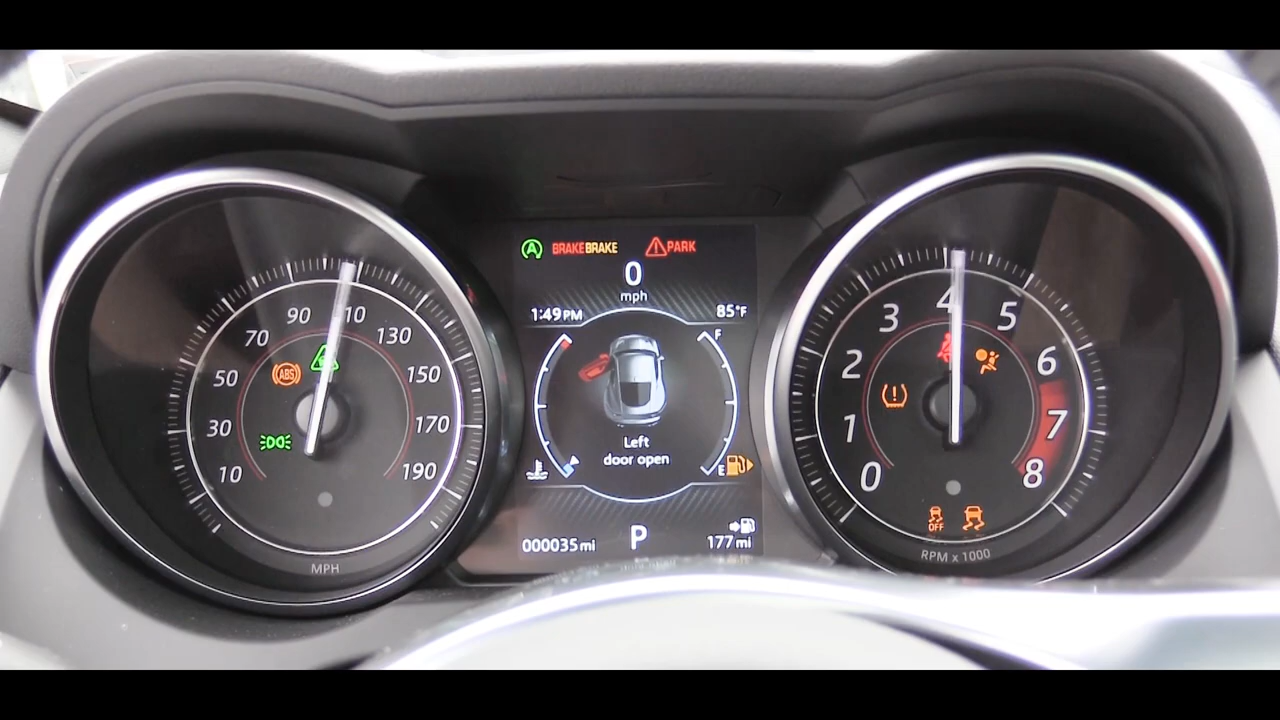 BRAKE BRAKE PARK
0
mph
1:49PM 85°F
F
Left
door open
E
P
000035mi 177mi
10
30
50
70
90
130
150
170
190
ABS
MPH
0
1
2
3
4
5
6
7
8
OFF
RPM x 1000